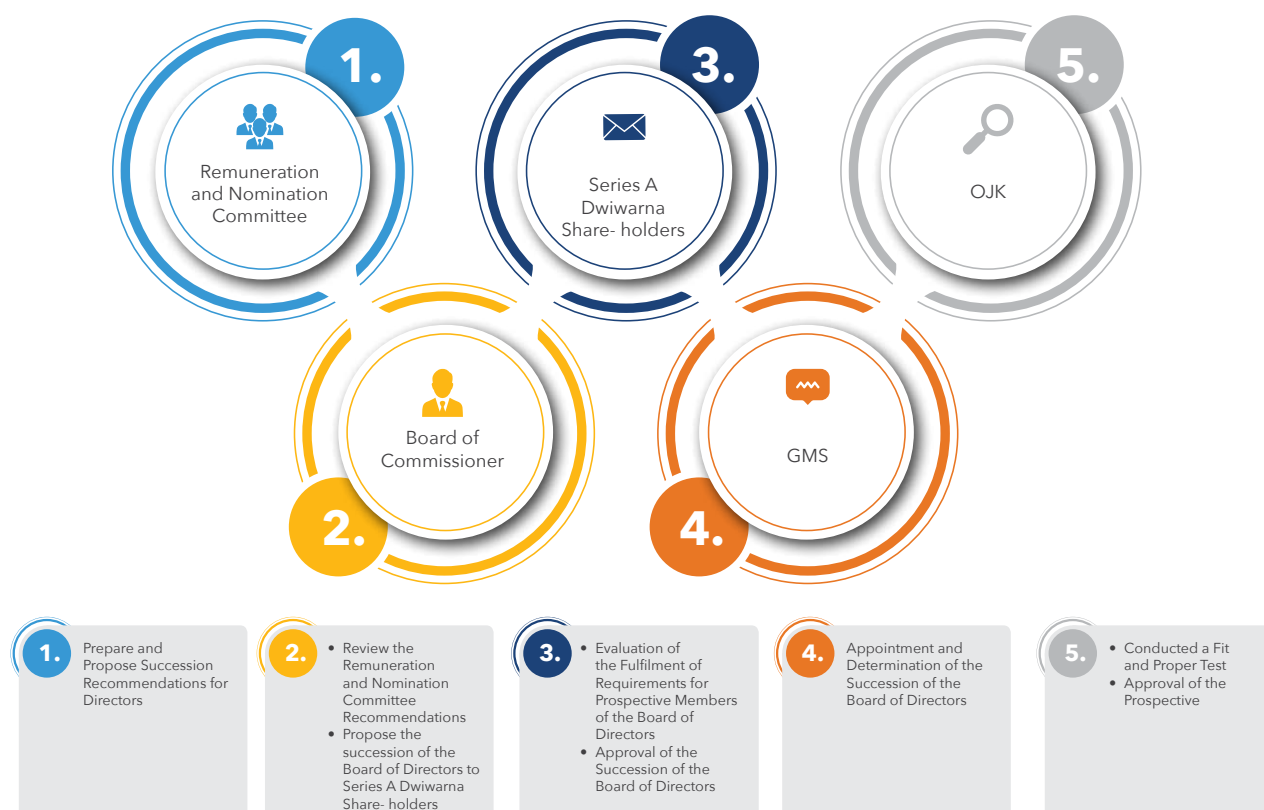 1.
Remuneration
and Nomination
Committee
3.
Series A
Dwiwarna
Share- holders
5.
OJK
Board of
Commissioner
2.
GMS
4.
1.
Prepare and
Propose Succession
Recommendations for
Directors
2.
• Review the
Remuneration
and Nomination
Committee
Recommendations
• Propose the
succession of the
Board of Directors to
Series A Dwiwarna
Share- holders
3.
• Evaluation of
the Fulfilment of
Requirements for
Prospective Members
of the Board of
Directors
• Approval of the
Succession of the
Board of Directors
4.
Appointment and
Determination of the
Succession of the
Board of Directors
5.
• Conducted a Fit
and Proper Test
• Approval of the
Prospective